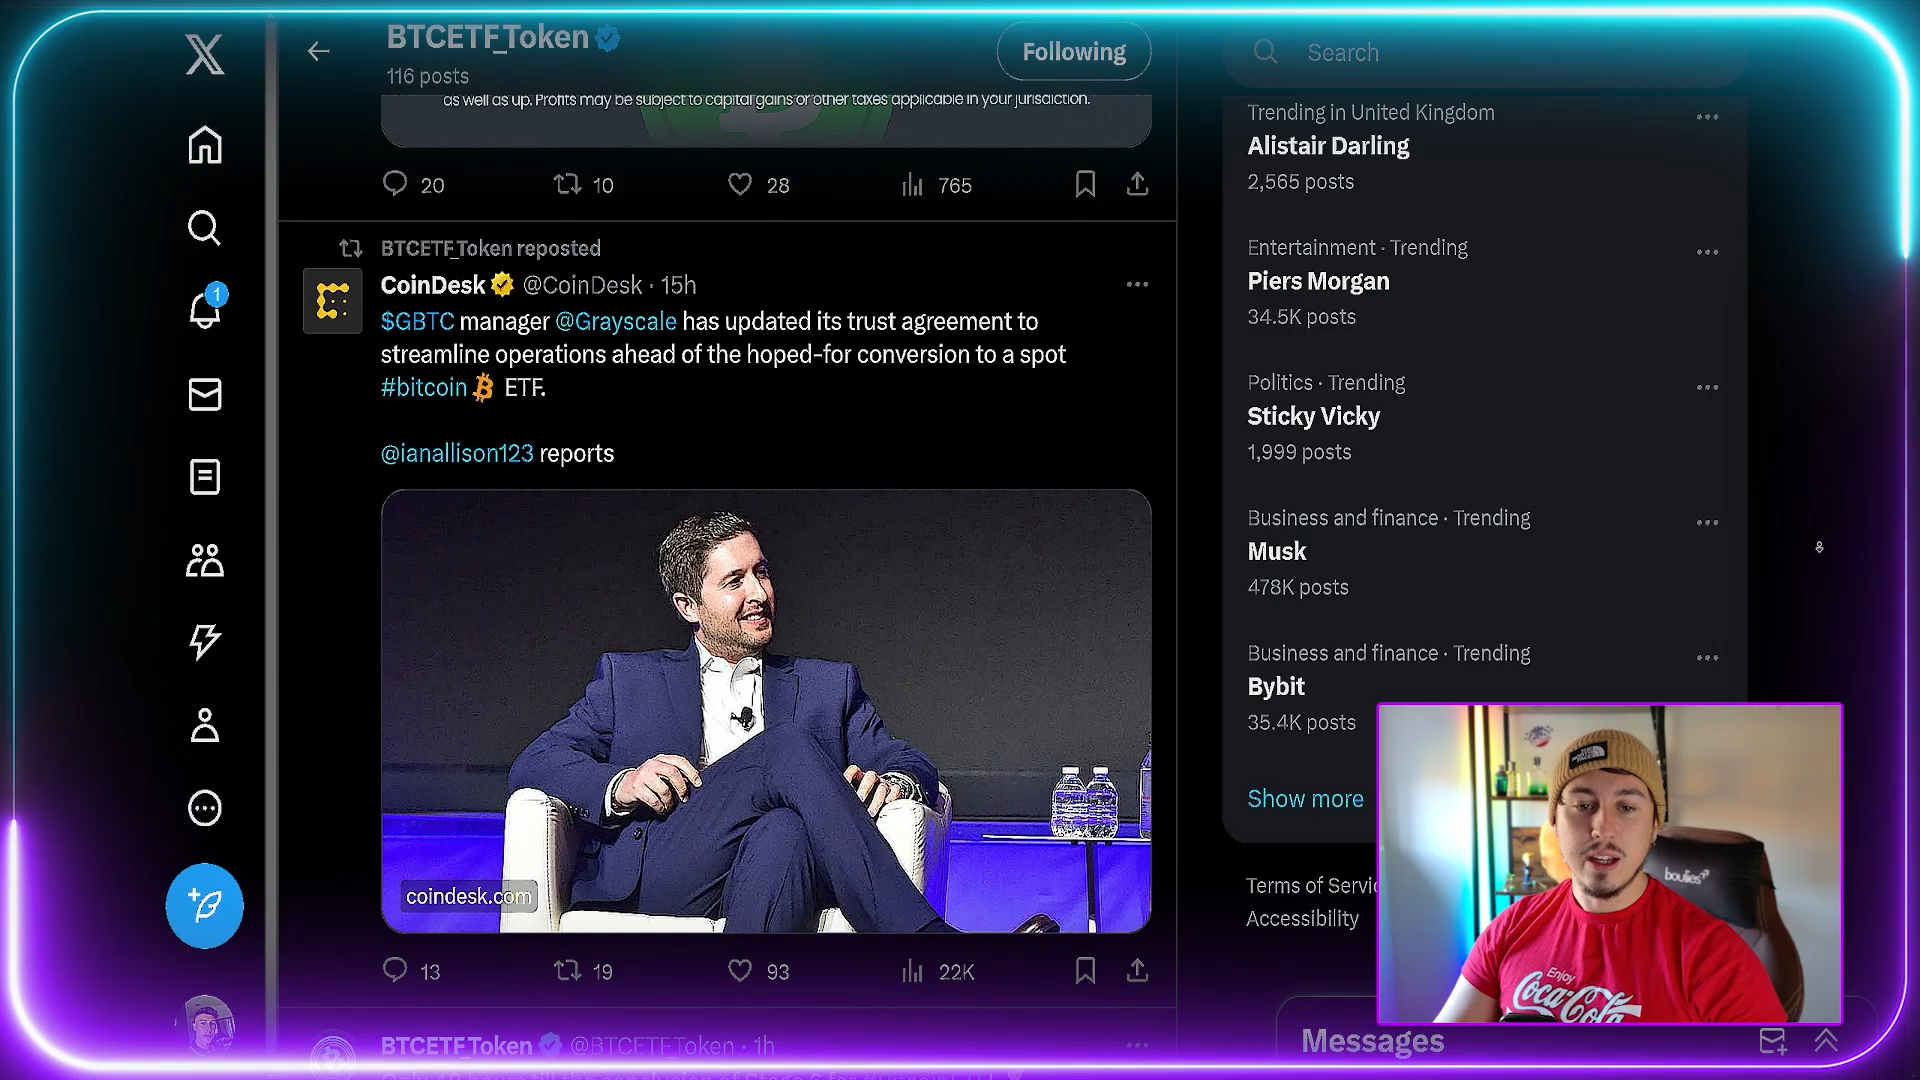 BTCETF_Token
116 posts
Following
Search
as well as up. Profits may be subject to capital gains or other taxes applicable in your jurisdiction.
20
10
28
765
BTCETF_Token reposted
CoinDesk @CoinDesk · 15h
$GBTC manager @Grayscale has updated its trust agreement to
streamline operations ahead of the hoped-for conversion to a spot
#bitcoin ETF.
@ianallison123 reports
coindesk.com
13
19
93
22K
BTCETF_Token @BTCETF_Token · 1h
1
Trending in United Kingdom
Alistair Darling
2,565 posts
Entertainment · Trending
Piers Morgan
34.5K posts
Politics · Trending
Sticky Vicky
1,999 posts
Business and finance · Trending
Musk
478K posts
Business and finance · Trending
Bybit
35.4K posts
Show more
Terms of Servi
Accessibility
Messages
boulies
Enjoy
Coca-Cola